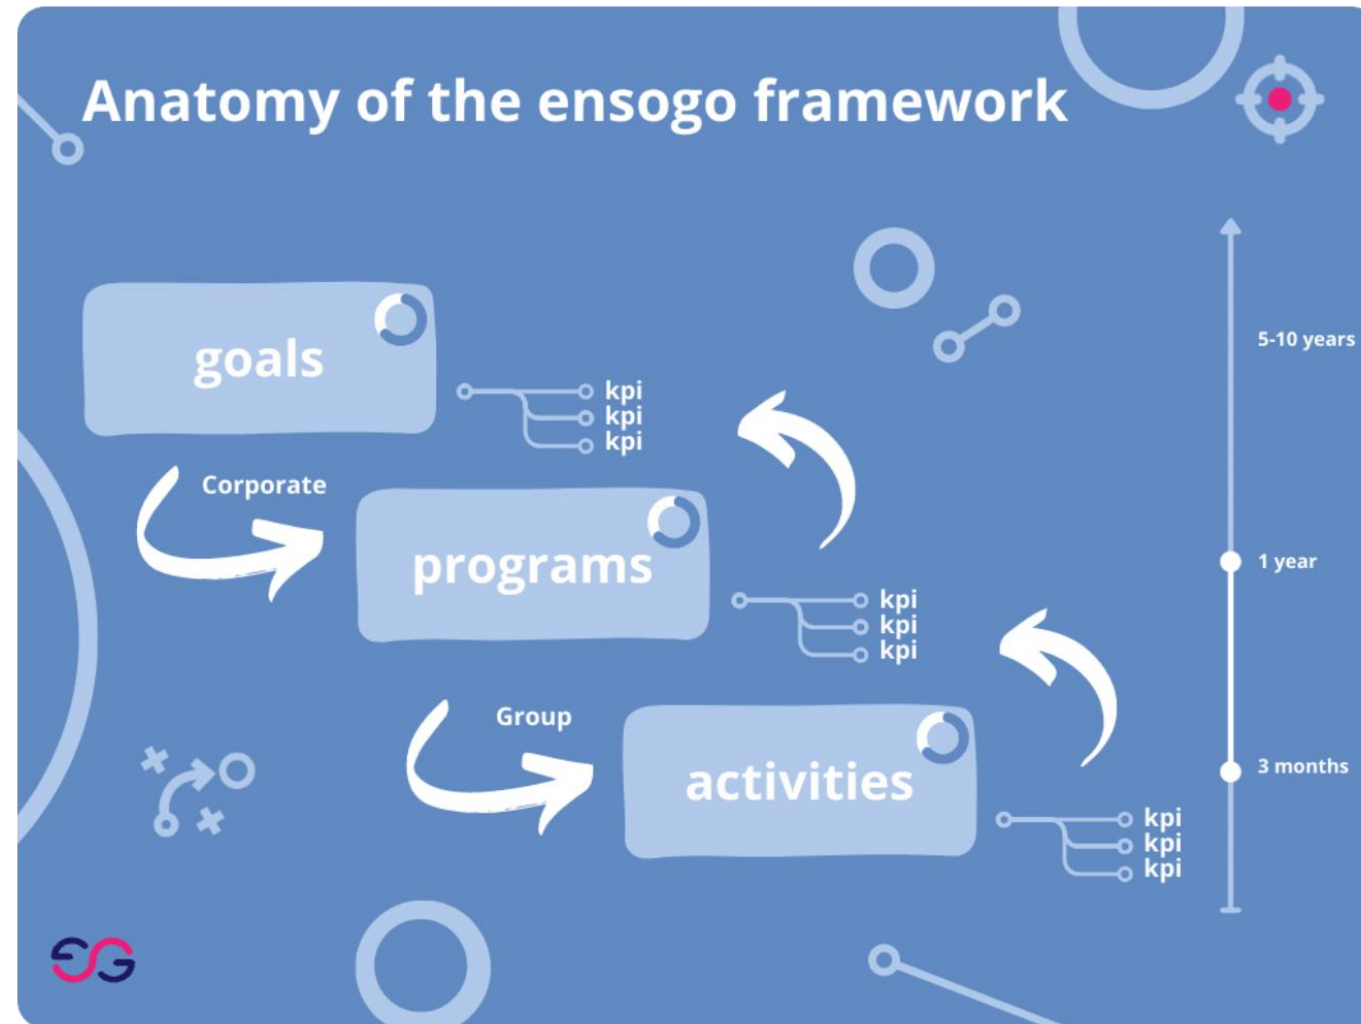 Anatomy of the ensogo framework
5-10 years
goals
kpi
kpi
kpi
Corporate
1 year
programs
kpi
kpi
kpi
Group
3 months
activities
kpi
kpi
kpi